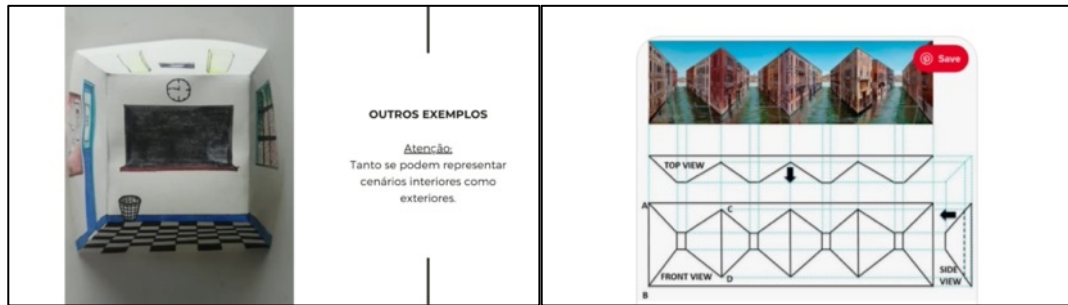 OUTROS EXEMPLOS
Atenção:
Tanto se podem representar
cenários interiores como
exteriores.
Save
TOP VIEW
A
C
FRONT VIEW
D
SIDE
VIEW
B